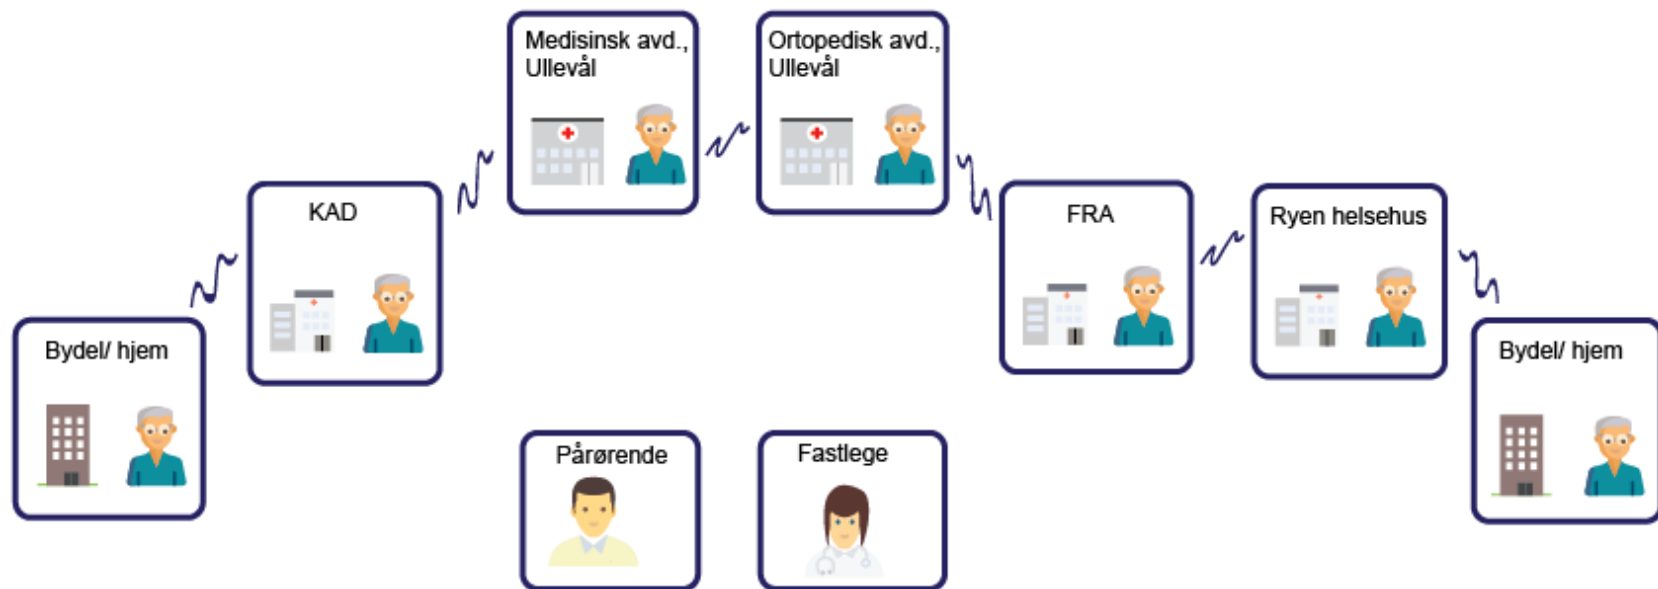 Medisinsk avd.,
Ullevål
Ortopedisk avd.,
Ullevål
KAD
FRA
Ryen helsehus
Bydel/ hjem
Bydel/ hjem
Pårørende
Fastlege